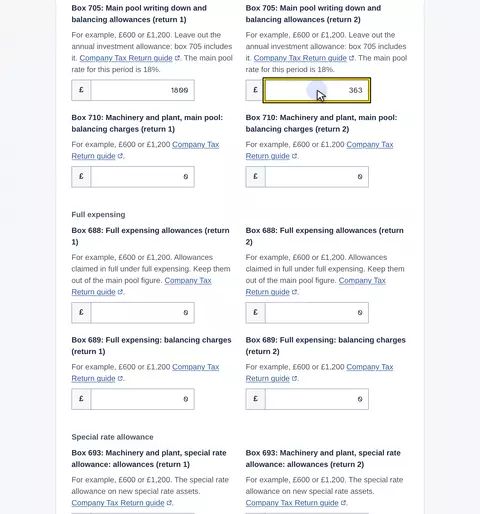 Box 705: Main pool writing down and
balancing allowances (return 1)
For example, £600 or £1,200. Leave out the
annual investment allowance: box 705 includes
it. Company Tax Return guide. The main pool
rate for this period is 18%.
£ 1800
Box 705: Main pool writing down and
balancing allowances (return 2)
For example, £600 or £1,200. Leave out the
annual investment allowance: box 705 includes
it. Company Tax Return guide. The main pool
rate for this period is 18%.
£ 363
Box 710: Machinery and plant, main pool:
balancing charges (return 1)
For example, £600 or £1,200 Company Tax
Return guide.
£ 0
Box 710: Machinery and plant, main pool:
balancing charges (return 2)
For example, £600 or £1,200 Company Tax
Return guide.
£ 0
Full expensing
Box 688: Full expensing allowances (return
1)
For example, £600 or £1,200. Allowances
claimed in full under full expensing. Keep them
out of the main pool figure. Company Tax
Return guide.
£ 0
Box 688: Full expensing allowances (return
2)
For example, £600 or £1,200. Allowances
claimed in full under full expensing. Keep them
out of the main pool figure. Company Tax
Return guide.
£ 0
Box 689: Full expensing: balancing charges
(return 1)
For example, £600 or £1,200 Company Tax
Return guide.
£ 0
Box 689: Full expensing: balancing charges
(return 2)
For example, £600 or £1,200 Company Tax
Return guide.
£ 0
Special rate allowance
Box 693: Machinery and plant, special rate
allowance: allowances (return 1)
For example, £600 or £1,200. The special rate
allowance on new special rate assets.
Company Tax Return guide.
Box 693: Machinery and plant, special rate
allowance: allowances (return 2)
For example, £600 or £1,200. The special rate
allowance on new special rate assets.
Company Tax Return guide.